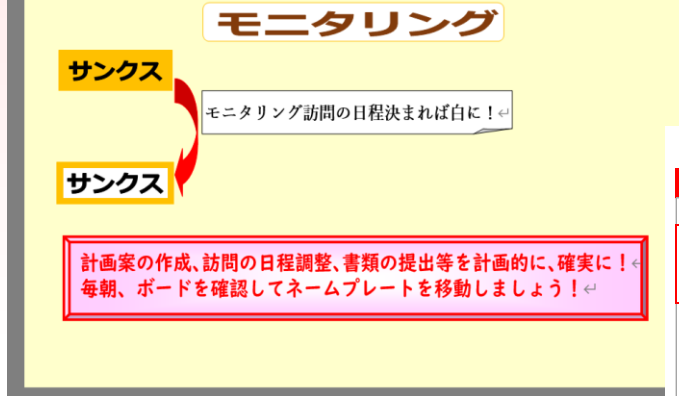 モニタリング
サンクス
モニタリング訪問の日程決まれば白に！↵
サンクス
計画案の作成、訪問の日程調整、書類の提出等を計画的に、確実に！↵
毎朝、ボードを確認してネームプレートを移動しましょう！↵